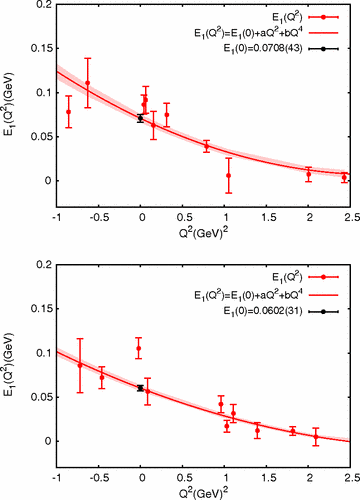 E₁(Q²)(GeV)
0.2
0.15
0.1
0.05
0
E₁(Q²)
E₁(Q²)=E₁(0)+aQ²+bQ⁴
E₁(0)=0.0708(43)
-1 -0.5 0 0.5 1 1.5 2 2.5
Q²(GeV)²
E₁(Q²)(GeV)
0.2
0.15
0.1
0.05
0
E₁(Q²)
E₁(Q²)=E₁(0)+aQ²+bQ⁴
E₁(0)=0.0602(31)
-1 -0.5 0 0.5 1 1.5 2 2.5
Q²(GeV)²